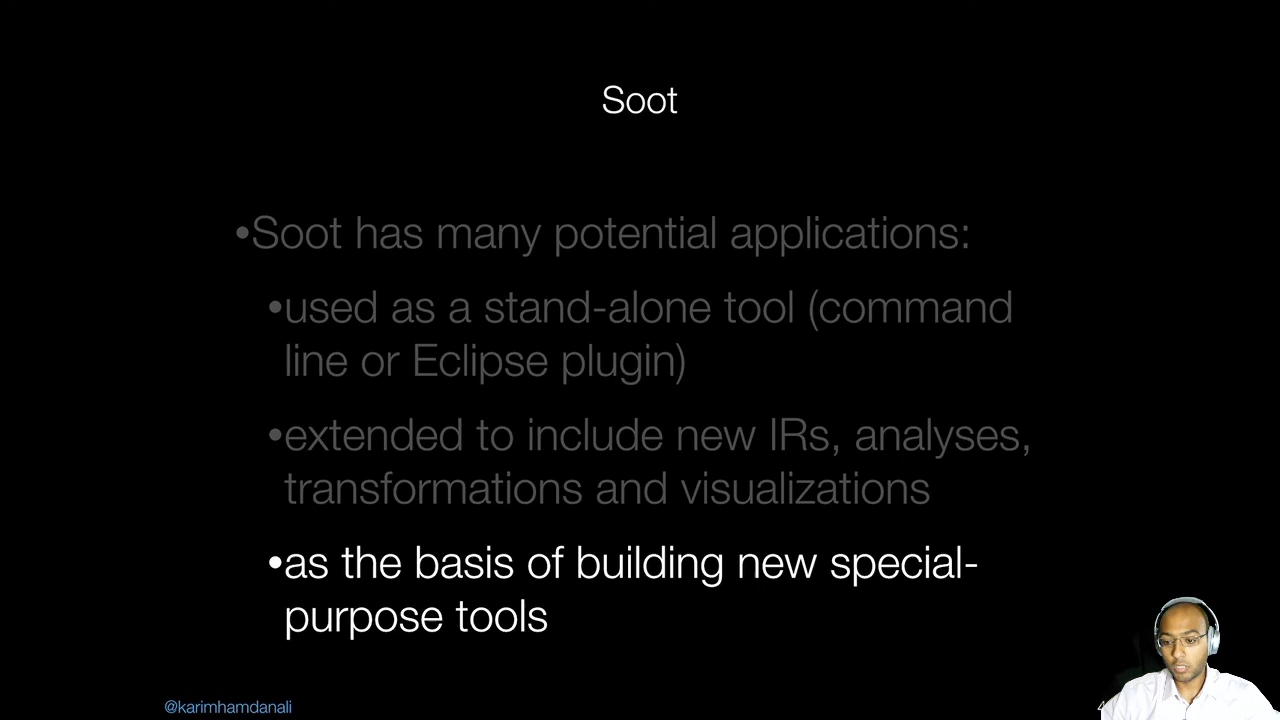 Soot
•Soot has many potential applications:
•used as a stand-alone tool (command
line or Eclipse plugin)
•extended to include new IRs, analyses,
transformations and visualizations
•as the basis of building new special-
purpose tools
@karimhamdanali